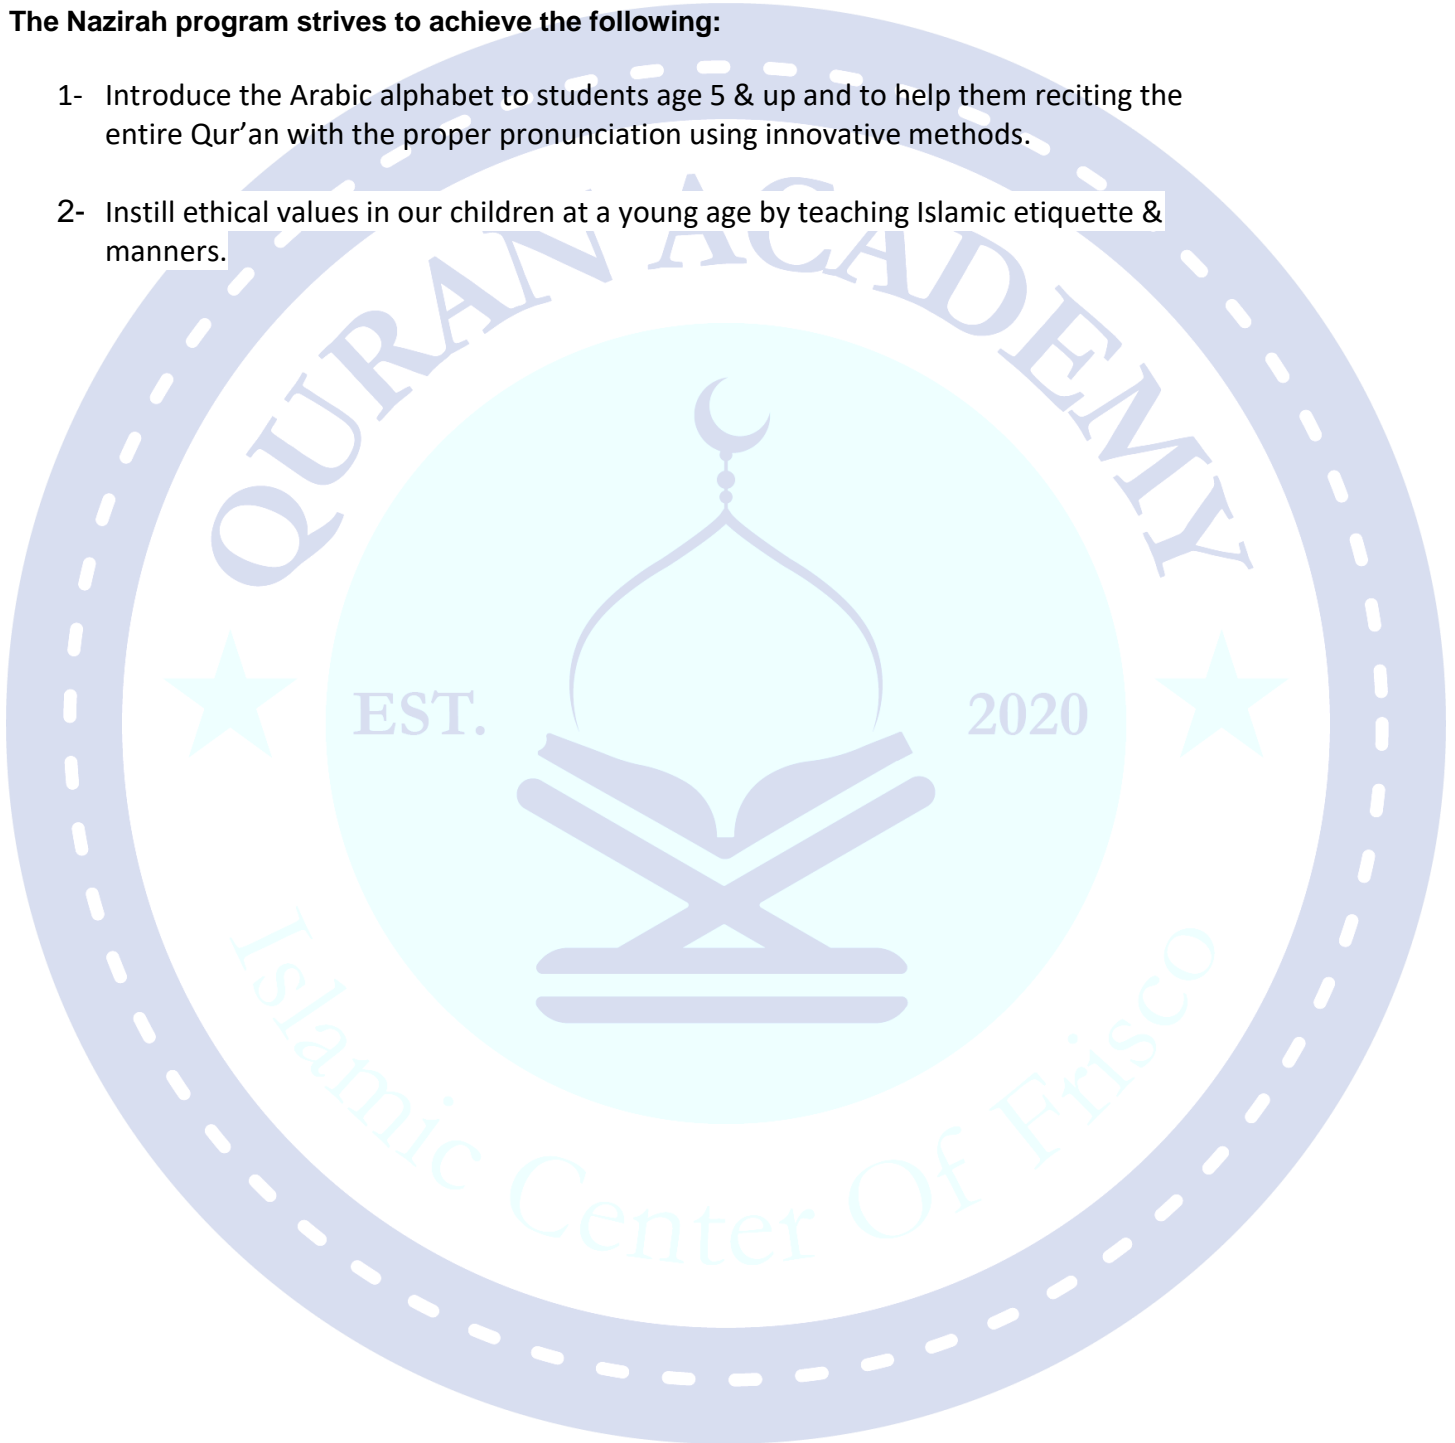 The Nazirah program strives to achieve the following:
1- Introduce the Arabic alphabet to students age 5 & up and to help them reciting the
entire Qur’an with the proper pronunciation using innovative methods.
2- Instill ethical values in our children at a young age by teaching Islamic etiquette &
manners.
QURAN ACADEMY
EST. 2020
Islamic Center Of Frisco